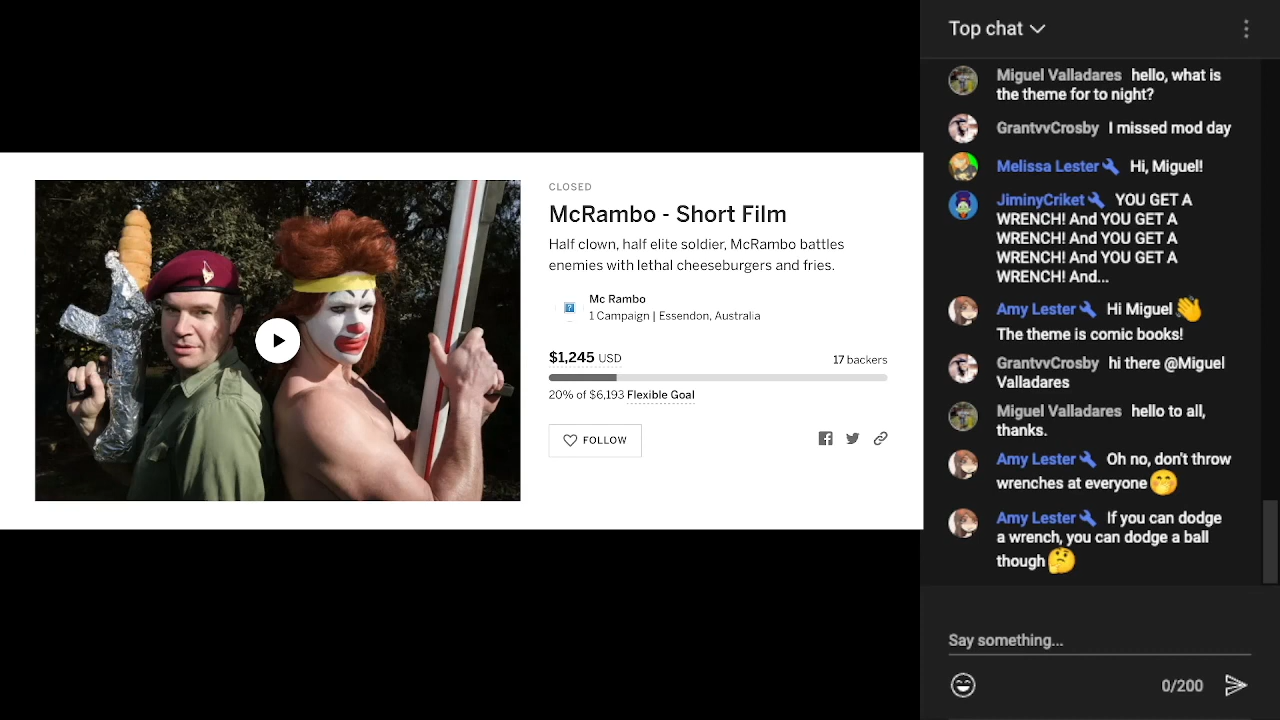 CLOSED
McRambo - Short Film
Half clown, half elite soldier, McRambo battles
enemies with lethal cheeseburgers and fries.
Mc Rambo
1 Campaign | Essendon, Australia
$1,245 USD
17 backers
20% of $6,193 Flexible Goal
FOLLOW
Top chat
Miguel Valladares hello, what is
the theme for to night?
GrantvvCrosby I missed mod day
Melissa Lester Hi, Miguel!
JiminyCriket YOU GET A
WRENCH! And YOU GET A
WRENCH! And YOU GET A
WRENCH! And YOU GET A
WRENCH! And...
Amy Lester Hi Miguel 👋
The theme is comic books!
GrantvvCrosby hi there @Miguel
Valladares
Miguel Valladares hello to all,
thanks.
Amy Lester Oh no, don't throw
wrenches at everyone 🤭
Amy Lester If you can dodge
a wrench, you can dodge a ball
though 🤔
Say something...
0/200